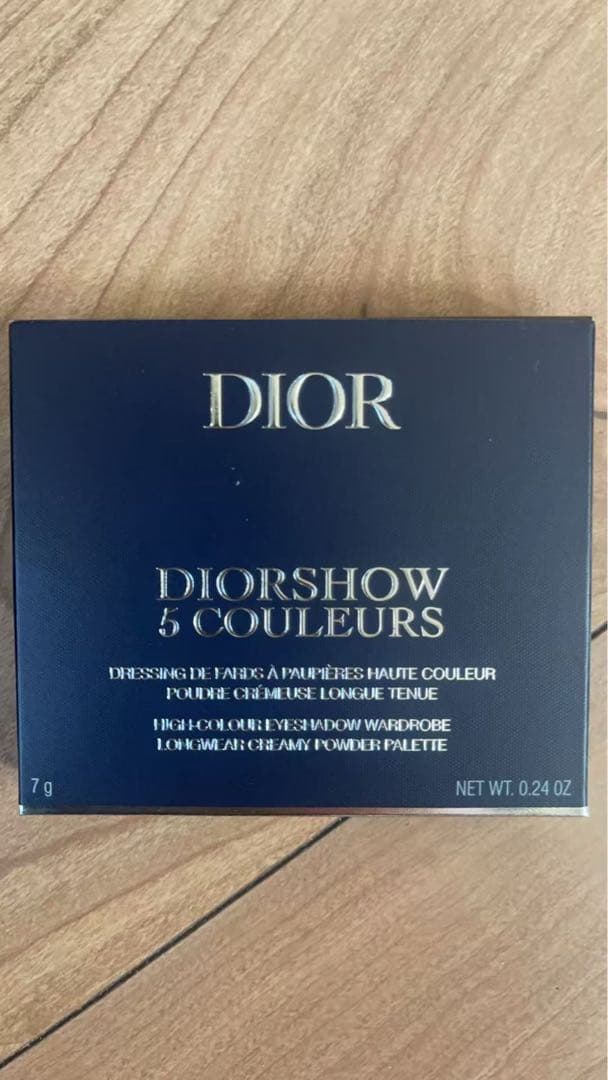 DIOR
DIORSHOW
5 COULEURS
DRESSING DE FARDS À PAUPIÈRES HAUTE COULEUR
POUDRE CRÉMEUSE LONGUE TENUE
HIGH-COLOUR EYESHADOW WARDROBE
LONGWEAR CREAMY POWDER PALETTE
7 g
NET WT. 0.24 OZ